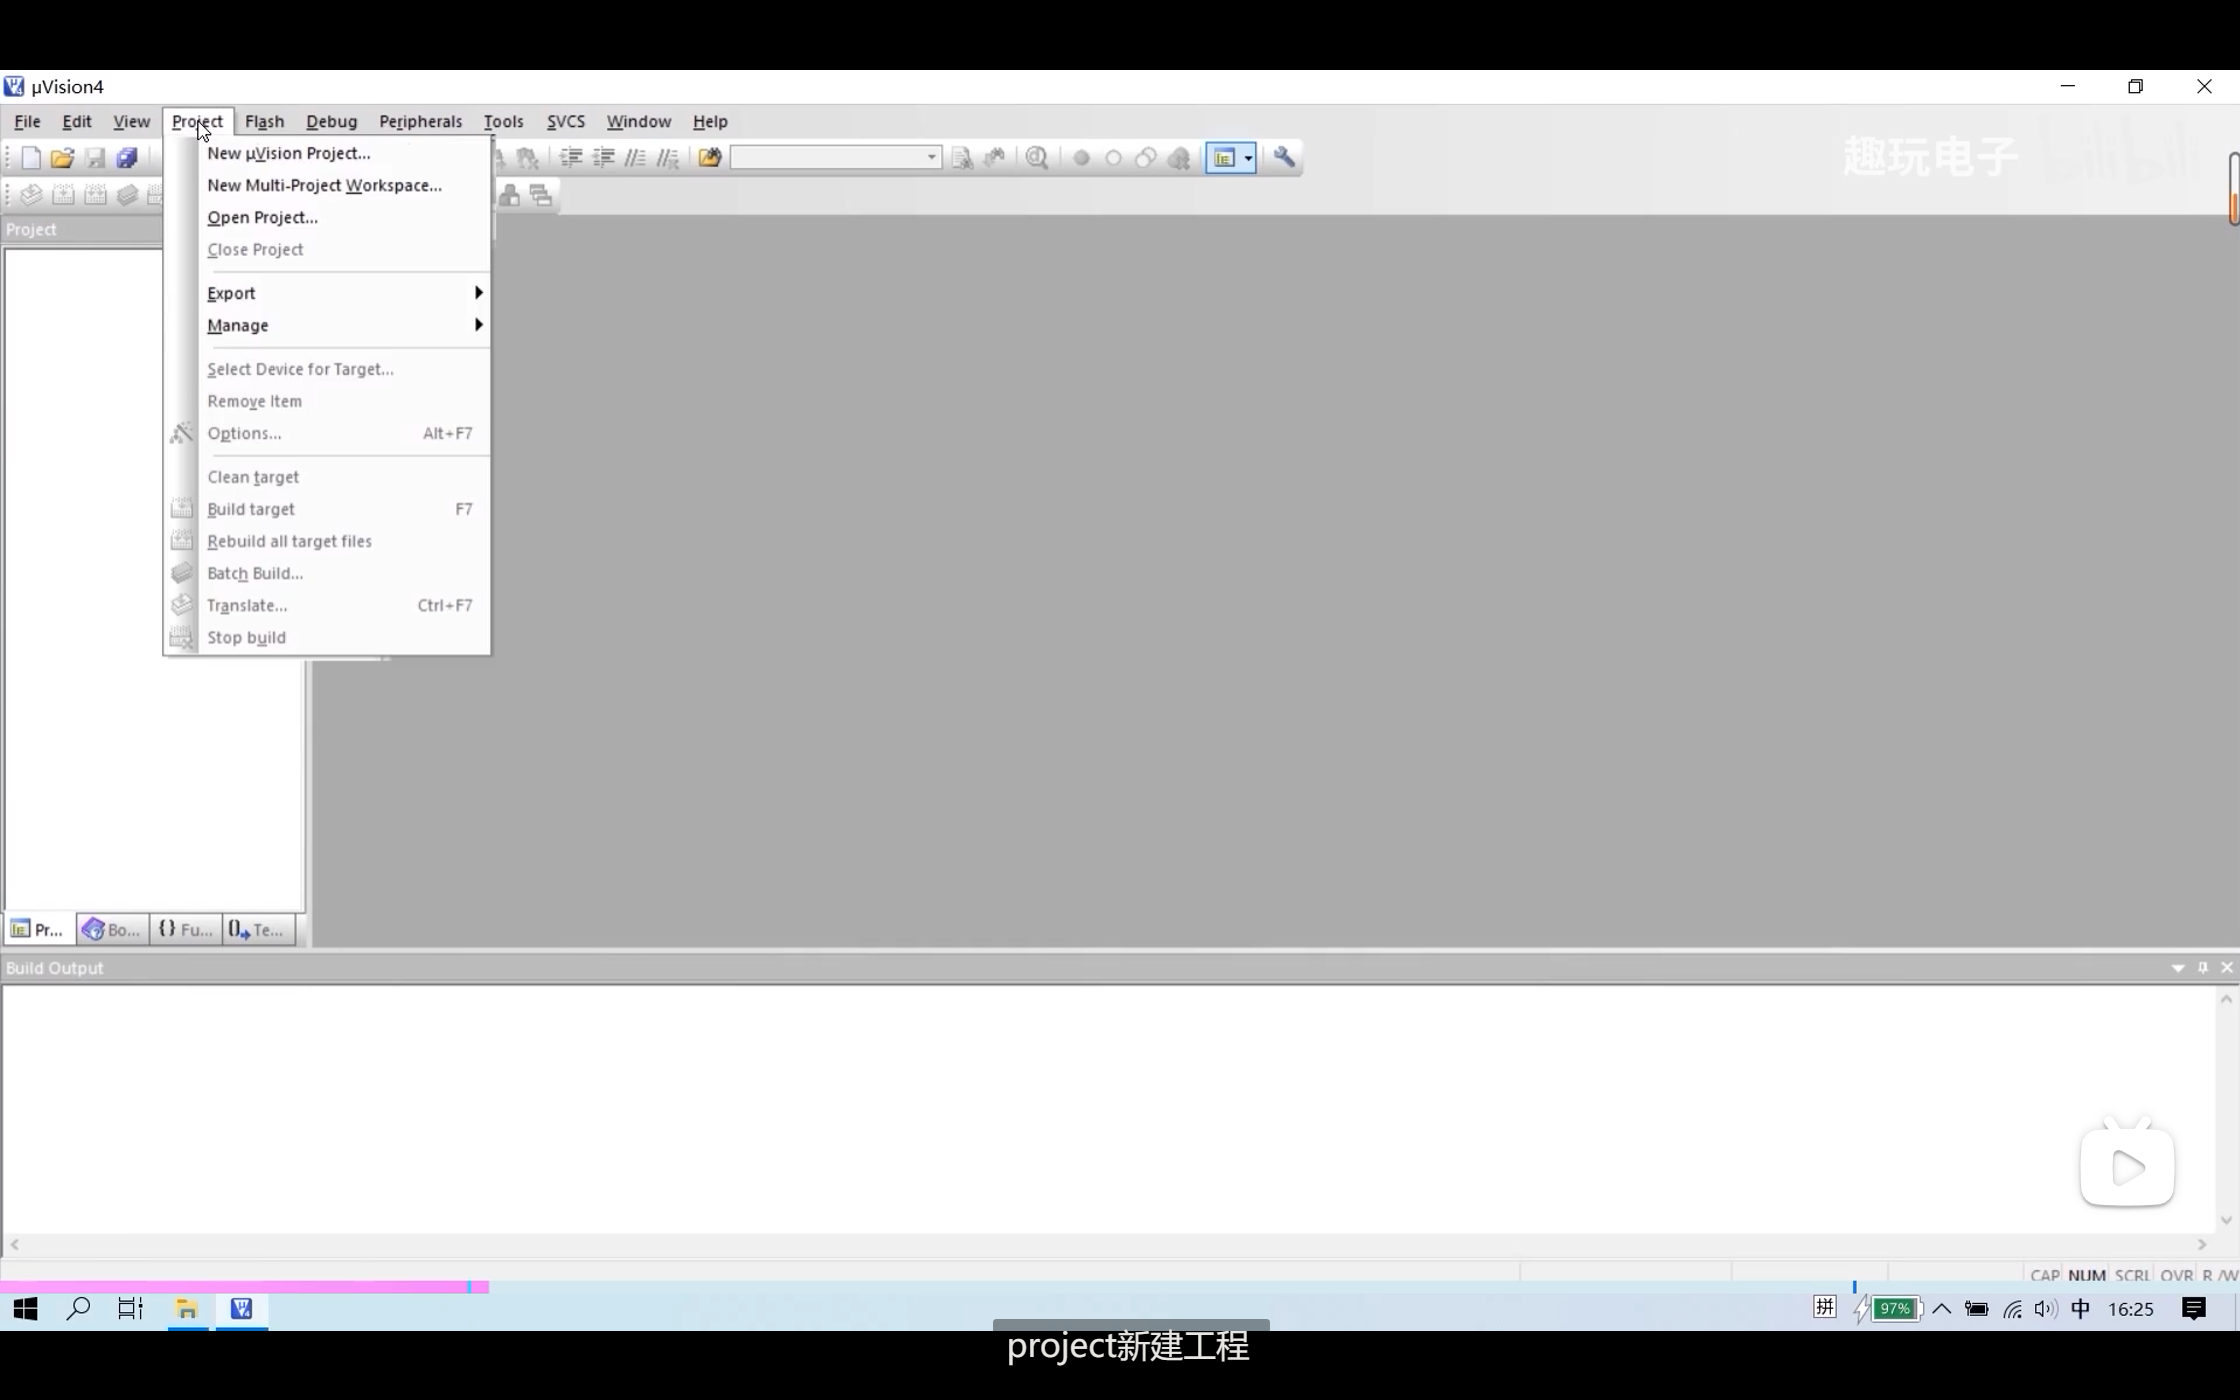 µVision4
File Edit View Project Flash Debug Peripherals Tools SVCS Window Help
趣玩电子 bilibili
New µVision Project...
New Multi-Project Workspace...
Open Project...
Close Project
Export
Manage
Select Device for Target...
Remove Item
Options... Alt+F7
Clean target
Build target F7
Rebuild all target files
Batch Build...
Translate... Ctrl+F7
Stop build
Project
Pr... Bo... {} Fu... Te...
Build Output
CAP NUM SCRL OVR R/W
拼 97% 中 16:25
project新建工程